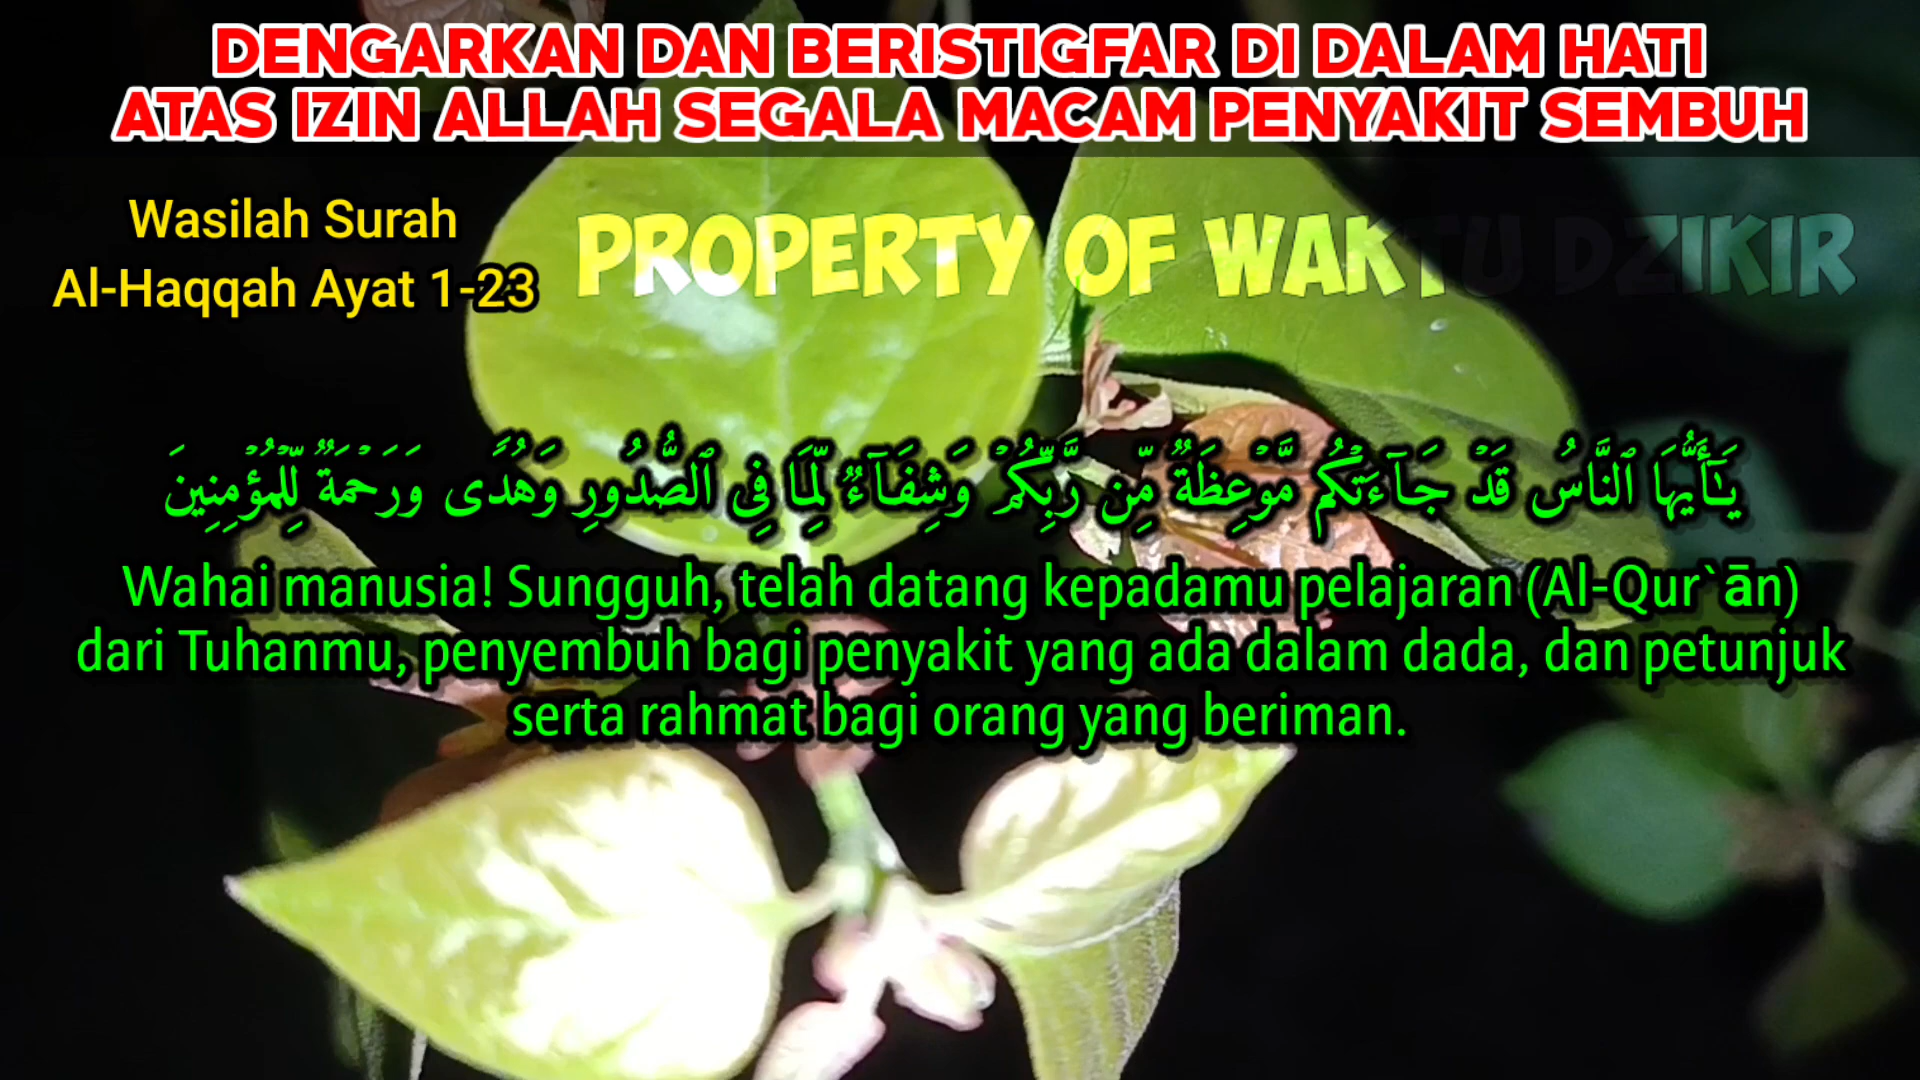 DENGARKAN DAN BERISTIGFAR DI DALAM HATI
ATAS IZIN ALLAH SEGALA MACAM PENYAKIT SEMBUH
Wasilah Surah
Al-Haqqah Ayat 1-23
PROPERTY OF WAKTU DZIKIR
يَـٰٓأَيُّهَا ٱلنَّاسُ قَدْ جَآءَتْكُم مَّوْعِظَةٌ مِّن رَّبِّكُمْ وَشِفَآءٌ لِّمَا فِى ٱلصُّدُورِ وَهُدًى وَرَحْمَةٌ لِّلْمُؤْمِنِينَ
Wahai manusia! Sungguh, telah datang kepadamu pelajaran (Al-Qur`ān)
dari Tuhanmu, penyembuh bagi penyakit yang ada dalam dada, dan petunjuk
serta rahmat bagi orang yang beriman.